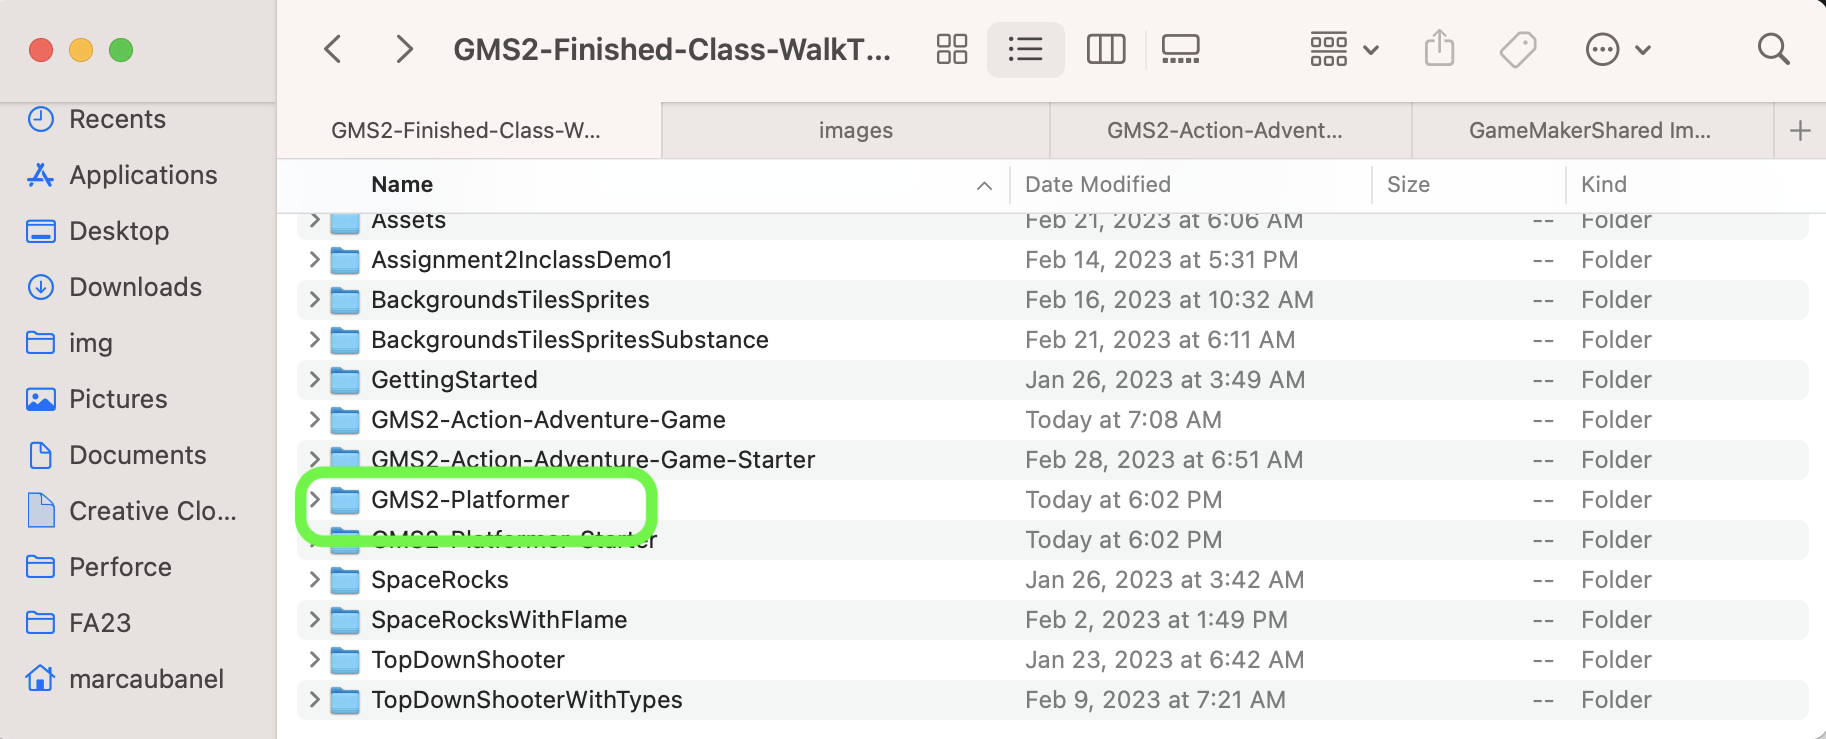 GMS2-Finished-Class-WalkT...
Recents
Applications
Desktop
Downloads
img
Pictures
Documents
Creative Clo...
Perforce
FA23
marcaubanel
GMS2-Finished-Class-W... images GMS2-Action-Advent... GameMakerShared Im...
Name Date Modified Size Kind
Assets Feb 21, 2023 at 6:06 AM -- Folder
Assignment2InclassDemo1 Feb 14, 2023 at 5:31 PM -- Folder
BackgroundsTilesSprites Feb 16, 2023 at 10:32 AM -- Folder
BackgroundsTilesSpritesSubstance Feb 21, 2023 at 6:11 AM -- Folder
GettingStarted Jan 26, 2023 at 3:49 AM -- Folder
GMS2-Action-Adventure-Game Today at 7:08 AM -- Folder
GMS2-Action-Adventure-Game-Starter Feb 28, 2023 at 6:51 AM -- Folder
GMS2-Platformer Today at 6:02 PM -- Folder
GMS2-Platformer-Starter Today at 6:02 PM -- Folder
SpaceRocks Jan 26, 2023 at 3:42 AM -- Folder
SpaceRocksWithFlame Feb 2, 2023 at 1:49 PM -- Folder
TopDownShooter Jan 23, 2023 at 6:42 AM -- Folder
TopDownShooterWithTypes Feb 9, 2023 at 7:21 AM -- Folder